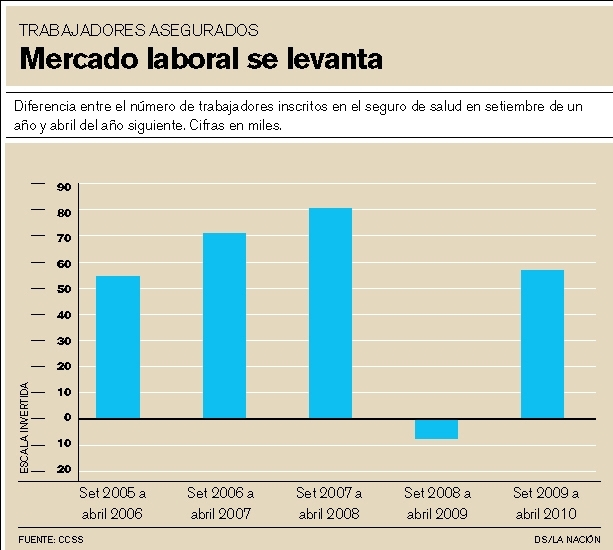 TRABAJADORES ASEGURADOS
Mercado laboral se levanta
Diferencia entre el número de trabajadores inscritos en el seguro de salud en setiembre de un
año y abril del año siguiente. Cifras en miles.
90
80
70
60
50
40
30
20
10
0
10
20
ESCALA INVERTIDA
Set 2005 a
abril 2006
Set 2006 a
abril 2007
Set 2007 a
abril 2008
Set 2008 a
abril 2009
Set 2009 a
abril 2010
FUENTE: CCSS
DS/LA NACIÓN